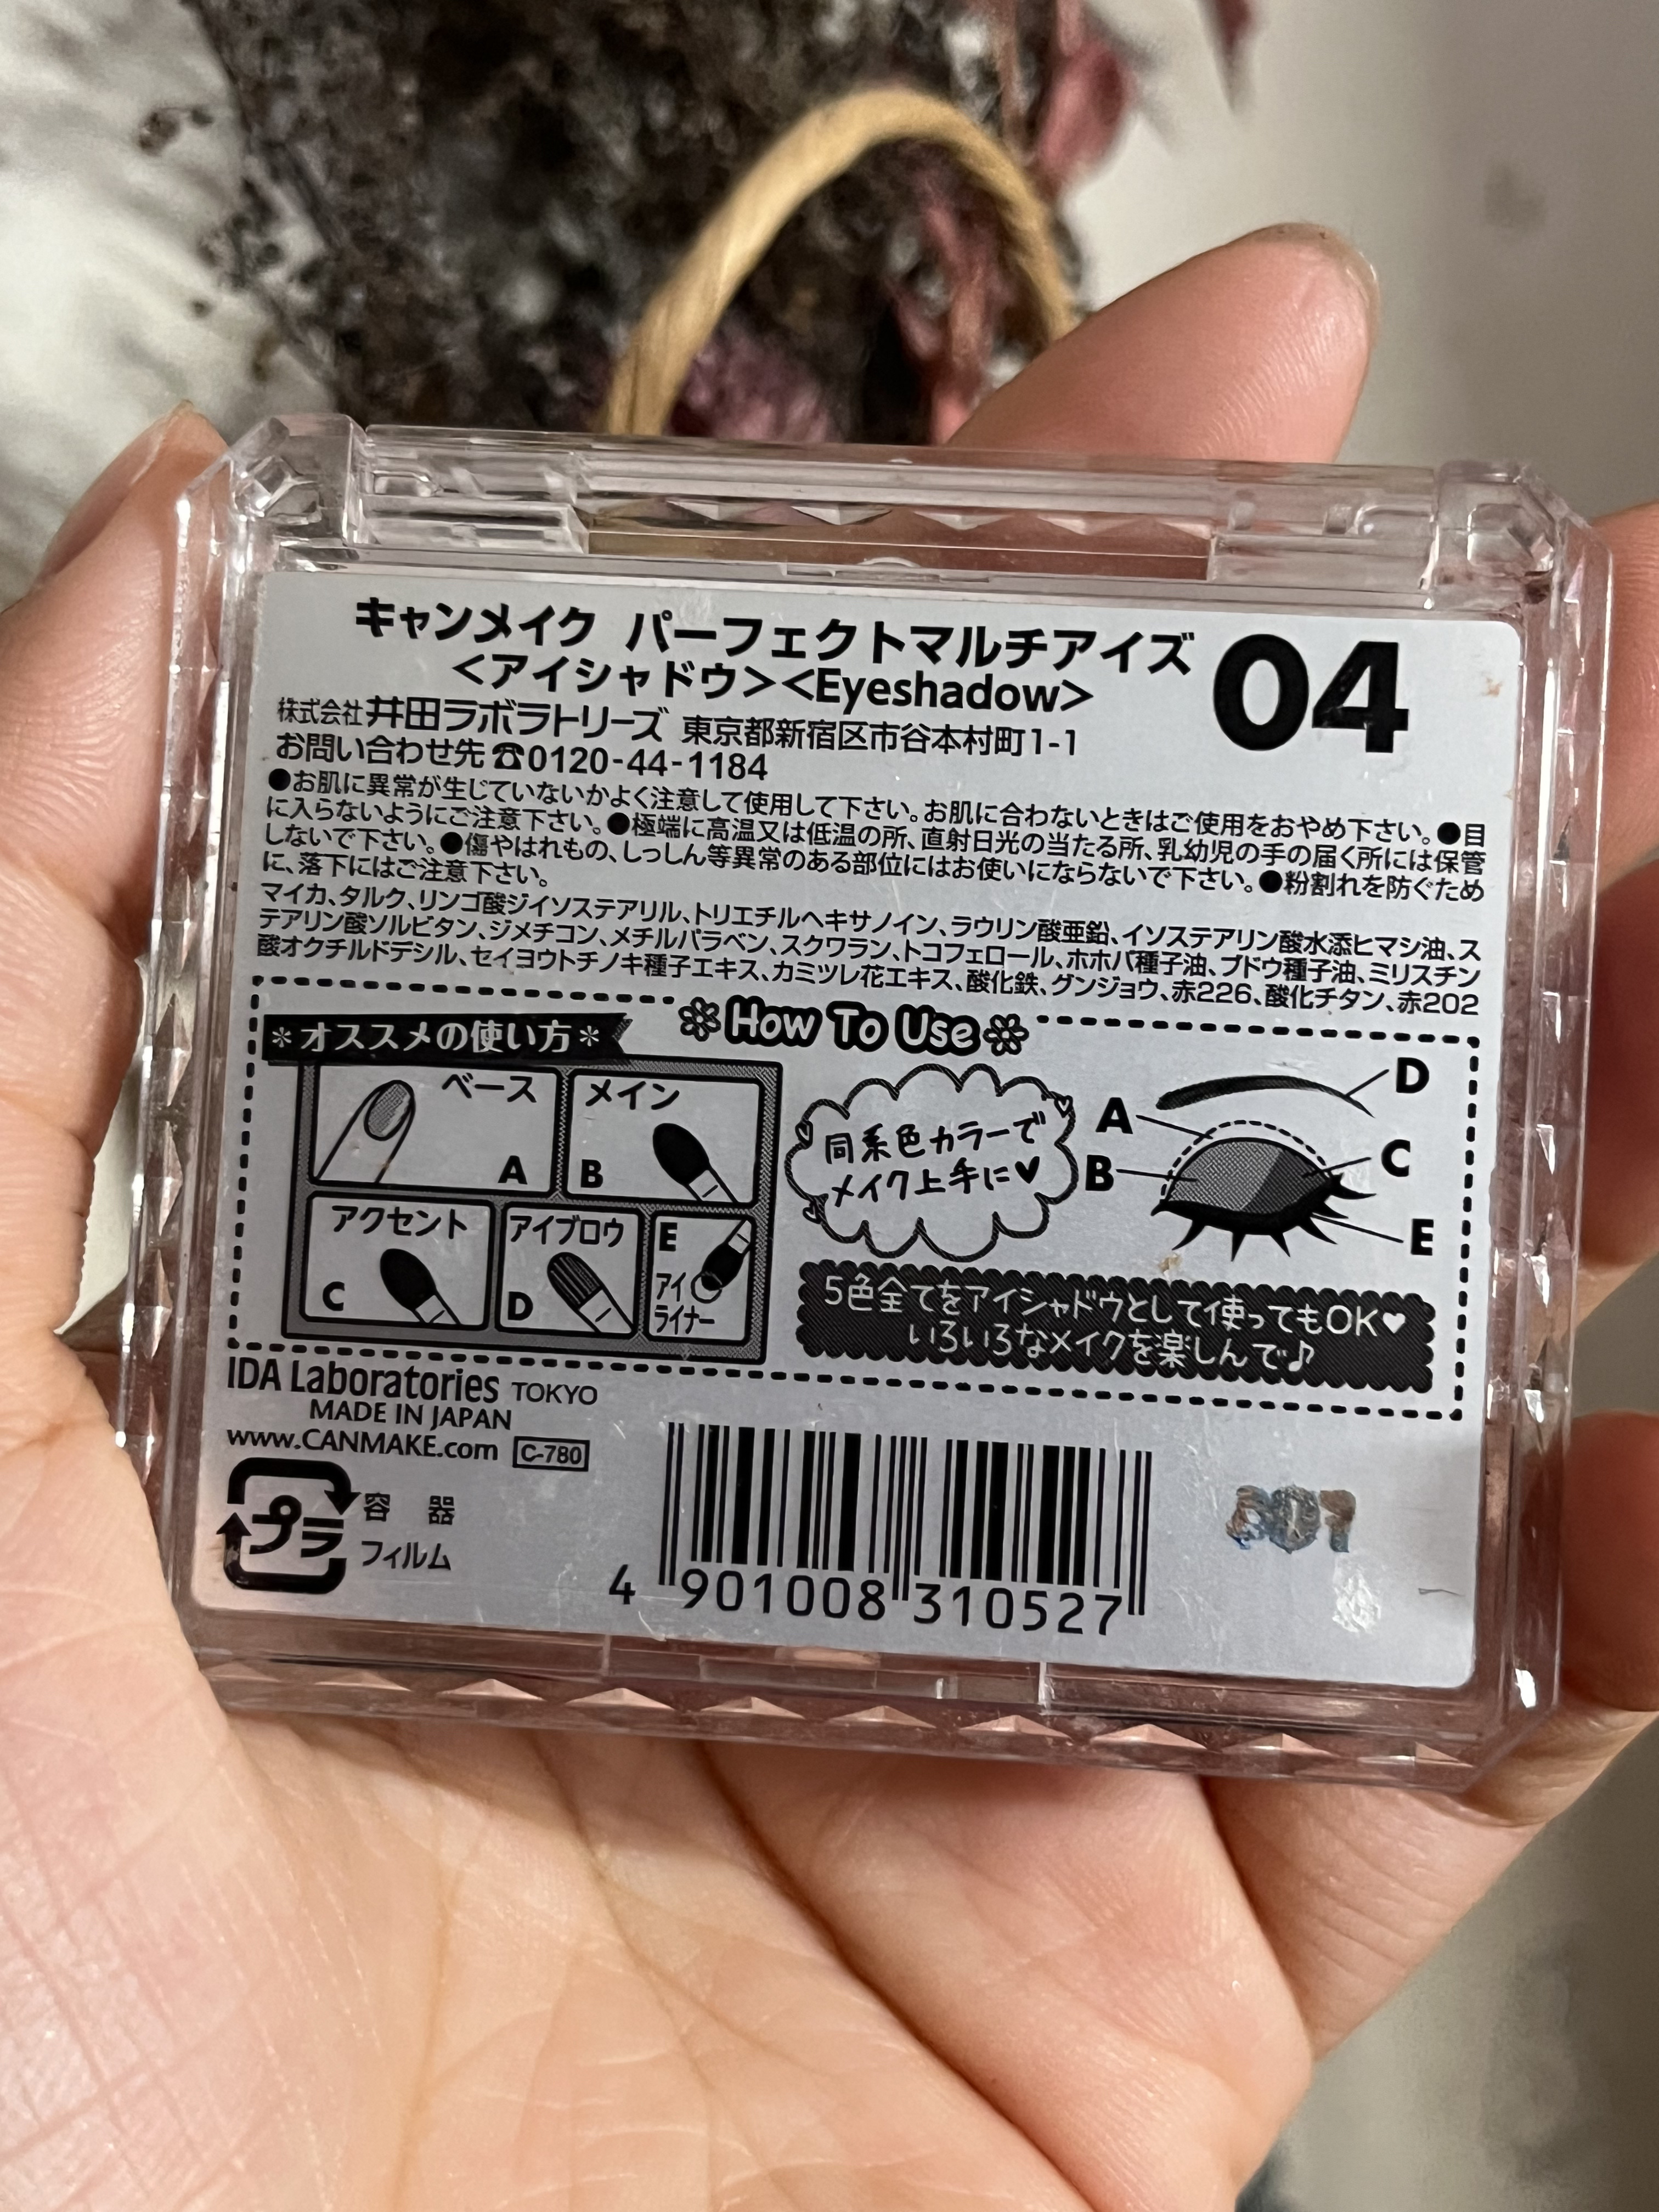 キャンメイク パーフェクトマルチアイズ 04
<アイシャドウ><Eyeshadow>
株式会社井田ラボラトリーズ 東京都新宿区市谷本村町1-1
お問い合わせ先☎0120-44-1184
●お肌に異常が生じていないかよく注意して使用して下さい。お肌に合わないときはご使用をおやめ下さい。●目
に入らないようにご注意下さい。●極端に高温又は低温の所、直射日光の当たる所、乳幼児の手の届く所には保管
しないで下さい。●傷やはれもの、しっしん等異常のある部位にはお使いにならないで下さい。●粉割れを防ぐため
に、落下にはご注意下さい。
マイカ、タルク、リンゴ酸ジイソステアリル、トリエチルヘキサノイン、ラウリン酸亜鉛、イソステアリン酸水添ヒマシ油、ス
テアリン酸ソルビタン、ジメチコン、メチルパラベン、スクワラン、トコフェロール、ホホバ種子油、ブドウ種子油、ミリスチン
酸オクチルドデシル、セイヨウトチノキ種子エキス、カミツレ花エキス、酸化鉄、グンジョウ、赤226、酸化チタン、赤202
How To Use
*オススメの使い方*
ベース A
メイン B
アクセント C
アイブロウ D
E アイライナー
同系色カラーで
メイク上手に♥
A
B
D
C
E
5色全てをアイシャドウとして使ってもOK♥
いろいろなメイクを楽しんで♪
IDA Laboratories TOKYO
MADE IN JAPAN
www.CANMAKE.com C-780
プラ
容 器
フィルム
4 901008 310527